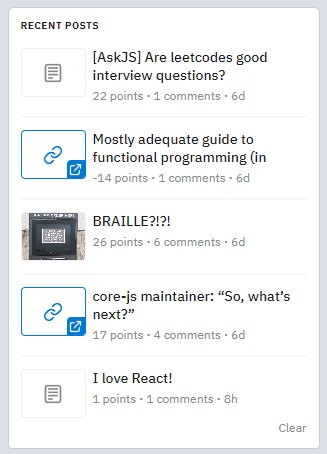 RECENT POSTS
[AskJS] Are leetcodes good
interview questions?
22 points • 1 comments • 6d
Mostly adequate guide to
functional programming (in
-14 points • 1 comments • 6d
BRAILLE?!?!
26 points • 6 comments • 6d
core-js maintainer: “So, what’s
next?”
17 points • 4 comments • 6d
I love React!
1 points • 1 comments • 8h
Clear